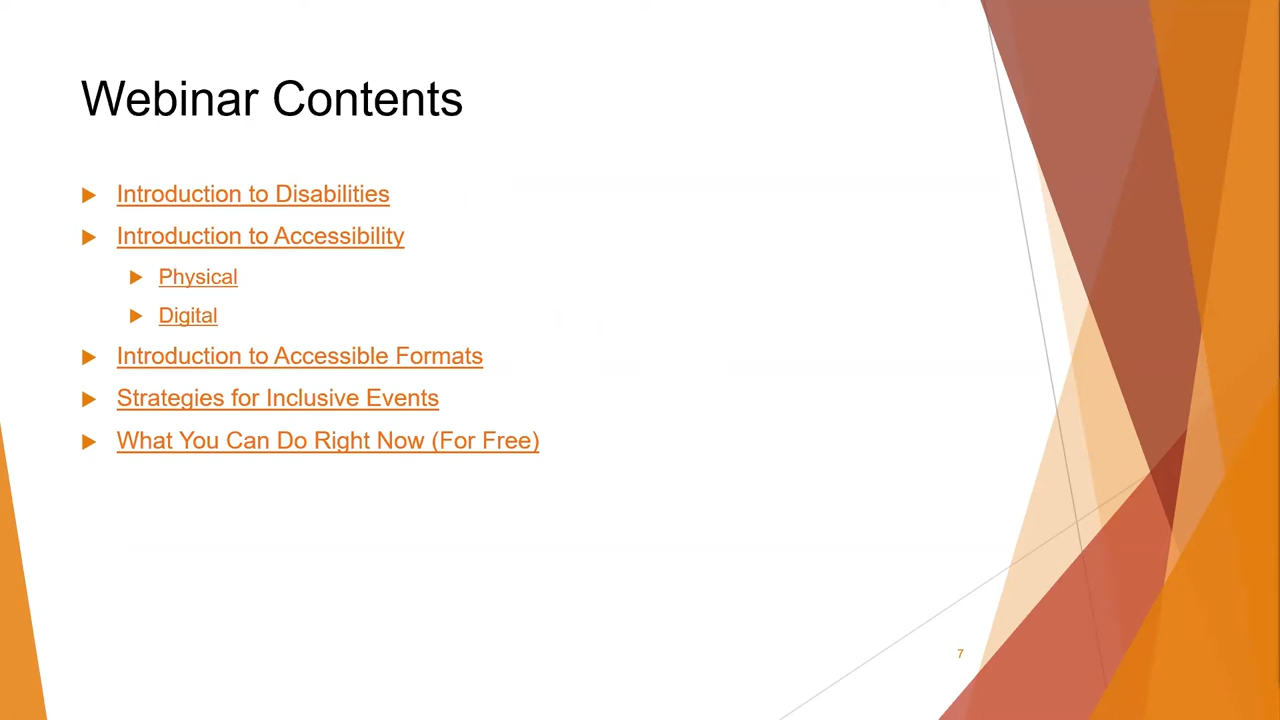 Webinar Contents
Introduction to Disabilities
Introduction to Accessibility
Physical
Digital
Introduction to Accessible Formats
Strategies for Inclusive Events
What You Can Do Right Now (For Free)
7